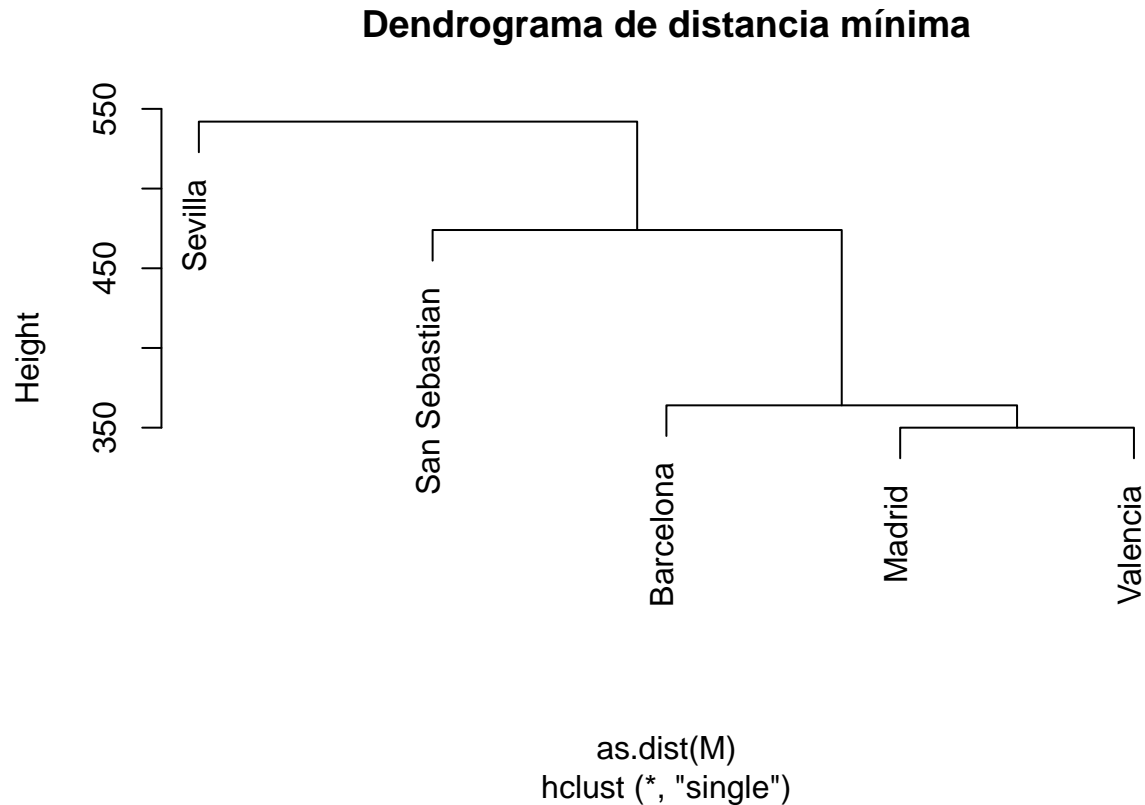 Dendrograma de distancia mínima
Height
550
450
350
Sevilla
San Sebastian
Barcelona
Madrid
Valencia
as.dist(M)
hclust (*, "single")